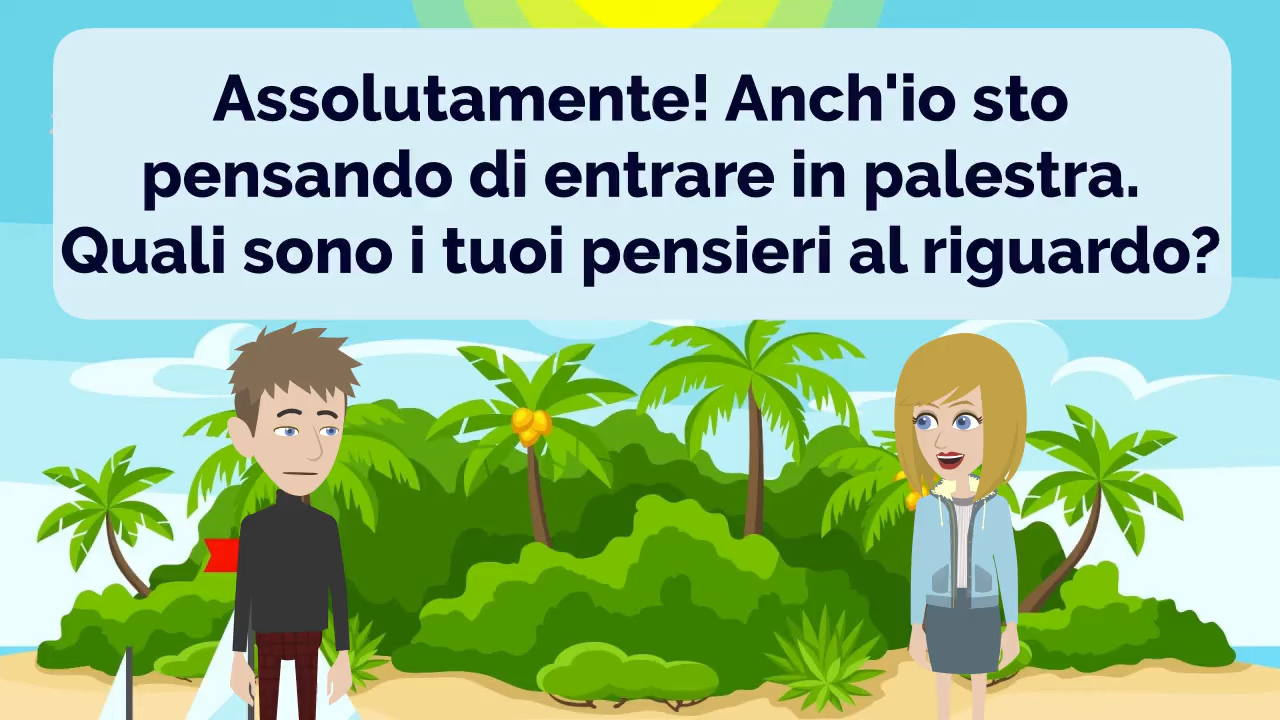 Assolutamente! Anch'io sto
pensando di entrare in palestra.
Quali sono i tuoi pensieri al riguardo?